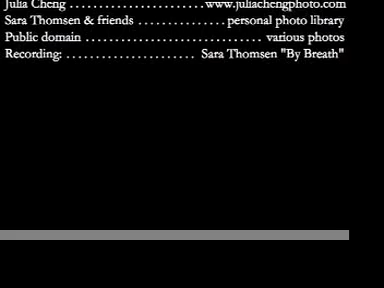 Julia Cheng . . . . . . . . . . . . . . . . . . . . . . . www.juliachengphoto.com
Sara Thomsen & friends . . . . . . . . . . . . . . . personal photo library
Public domain . . . . . . . . . . . . . . . . . . . . . . . . . . . . . . various photos
Recording: . . . . . . . . . . . . . . . . . . . . . . Sara Thomsen "By Breath"